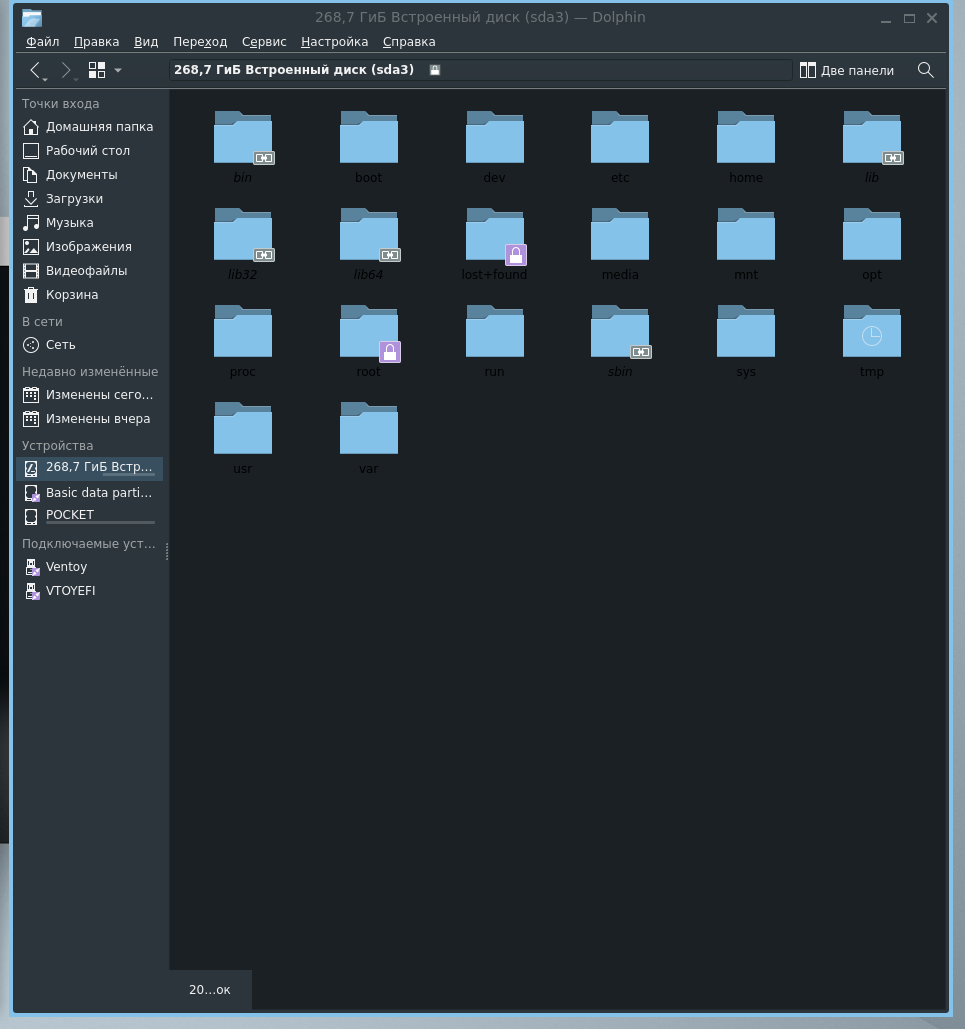 268,7 ГиБ Встроенный диск (sda3) — Dolphin
Файл Правка Вид Переход Сервис Настройка Справка
268,7 ГиБ Встроенный диск (sda3) Две панели
Точки входа
Домашняя папка
Рабочий стол
Документы
Загрузки
Музыка
Изображения
Видеофайлы
Корзина
В сети
Сеть
Недавно изменённые
Изменены сего...
Изменены вчера
Устройства
268,7 ГиБ Встр...
Basic data parti...
POCKET
Подключаемые уст...
Ventoy
VTOYEFI
bin boot dev etc home lib
lib32 lib64 lost+found media mnt opt
proc root run sbin sys tmp
usr var
20...ок